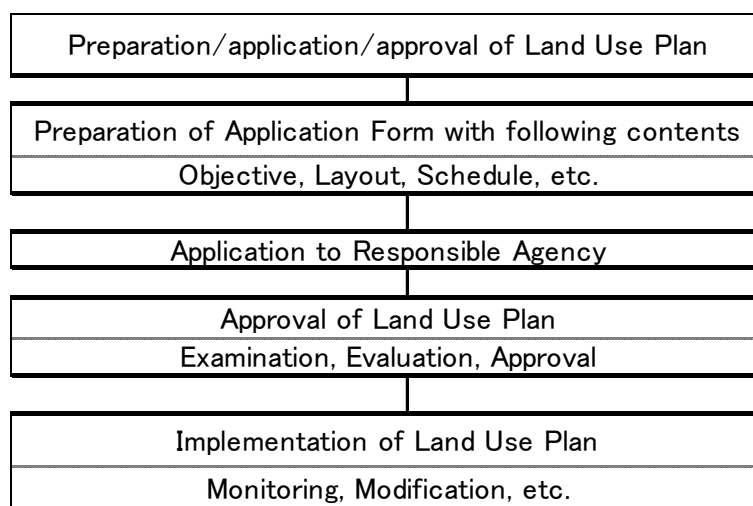 Preparation/application/approval of Land Use Plan
Preparation of Application Form with following contents
Objective, Layout, Schedule, etc.
Application to Responsible Agency
Approval of Land Use Plan
Examination, Evaluation, Approval
Implementation of Land Use Plan
Monitoring, Modification, etc.